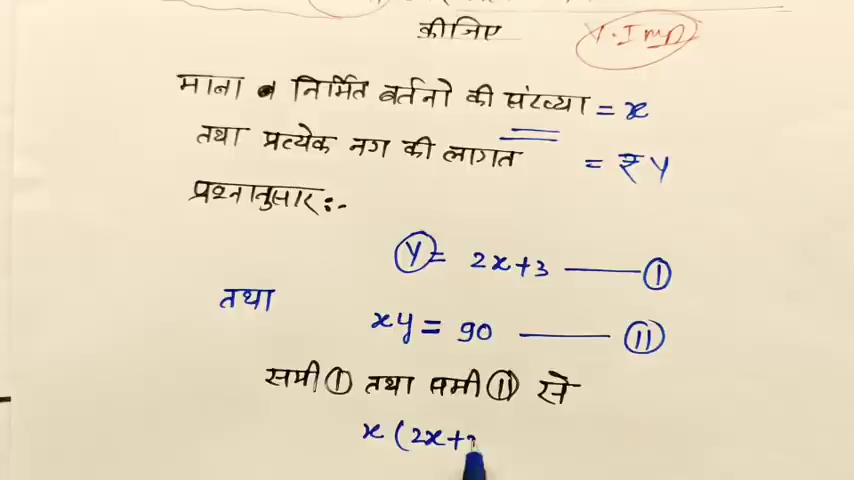 कीजिए
V.Imp
माना निर्मित बर्तनो की संख्या = x
तथा प्रत्येक नग की लागत = ₹ y
प्रश्नानुसार:-
y = 2x+3 —— I
तथा
xy = 90 —— II
समी I तथा समी II से
x (2x+